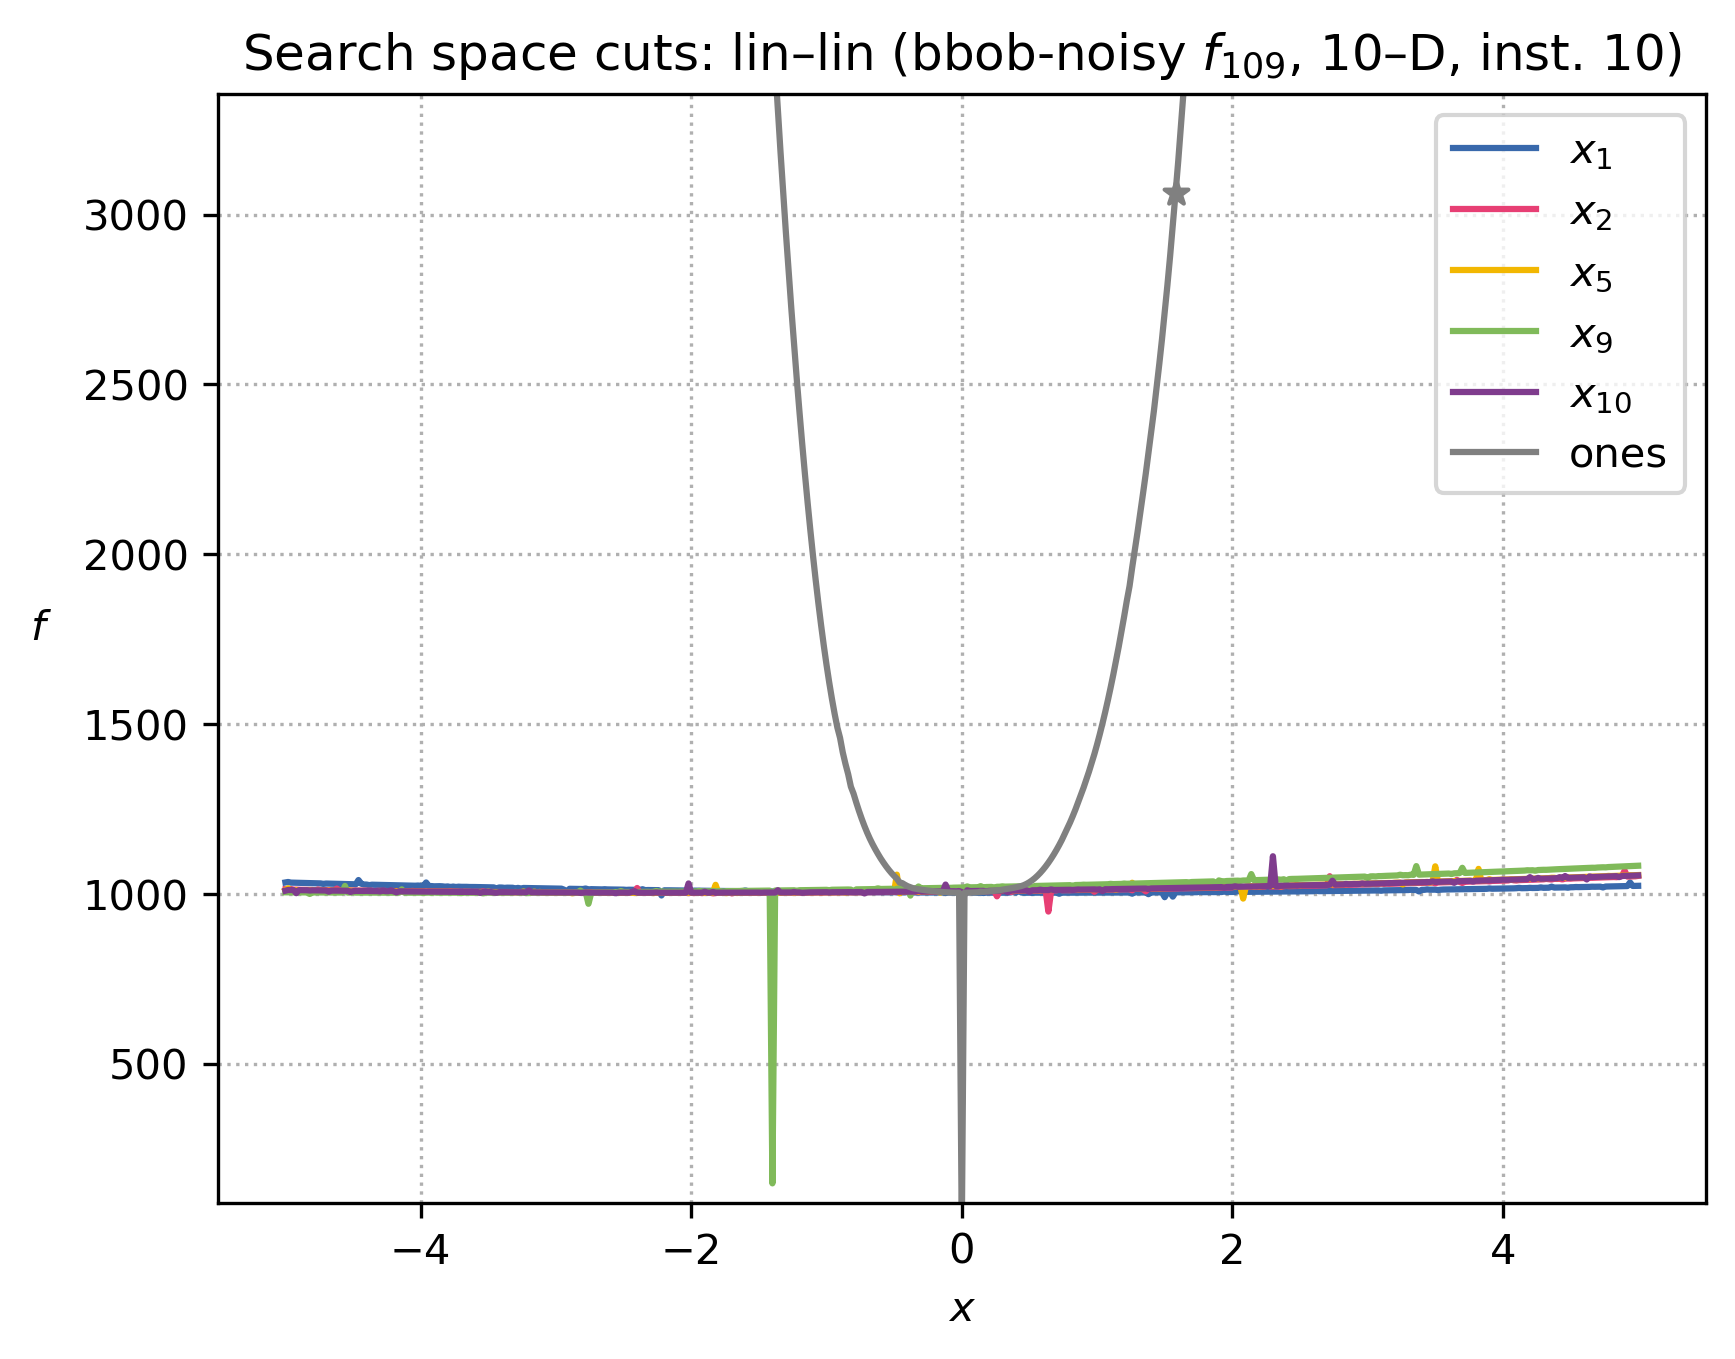 Search space cuts: lin–lin (bbob-noisy f₁₀₉, 10–D, inst. 10)
x₁
x₂
x₅
x₉
x₁₀
ones
3000
2500
2000
1500
1000
500
f
−4
−2
0
2
4
x